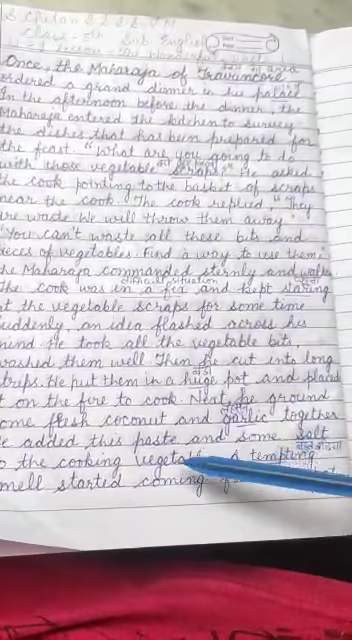 Class-5th Sub English
Once, the Maharaja of Travancore
ordered a grand dinner in his palace
In the afternoon before the dinner, the
Maharaja entered the kitchen to survey
the dishes that has been prepared for
the feast. "What are you going to do
with those vegetable scraps." He asked
the cook pointing to the basket of scraps
near the cook. The cook replied "They
are waste. We will throw them away."
"You can't waste all these bits and
pieces of vegetables. Find a way to use them"
the Maharaja commanded sternly and
difficult situation
The cook was in a fix and kept staring
at the vegetable scraps for some time
suddenly, an idea flashed across his
mind He took all the vegetable bits,
washed them well Then he cut into long
strips. He put them in a huge pot and placed
it on the fire to cook. Next, he ground
some fresh coconut and garlic together
He added this paste and some salt
to the cooking A tempting
smell started coming